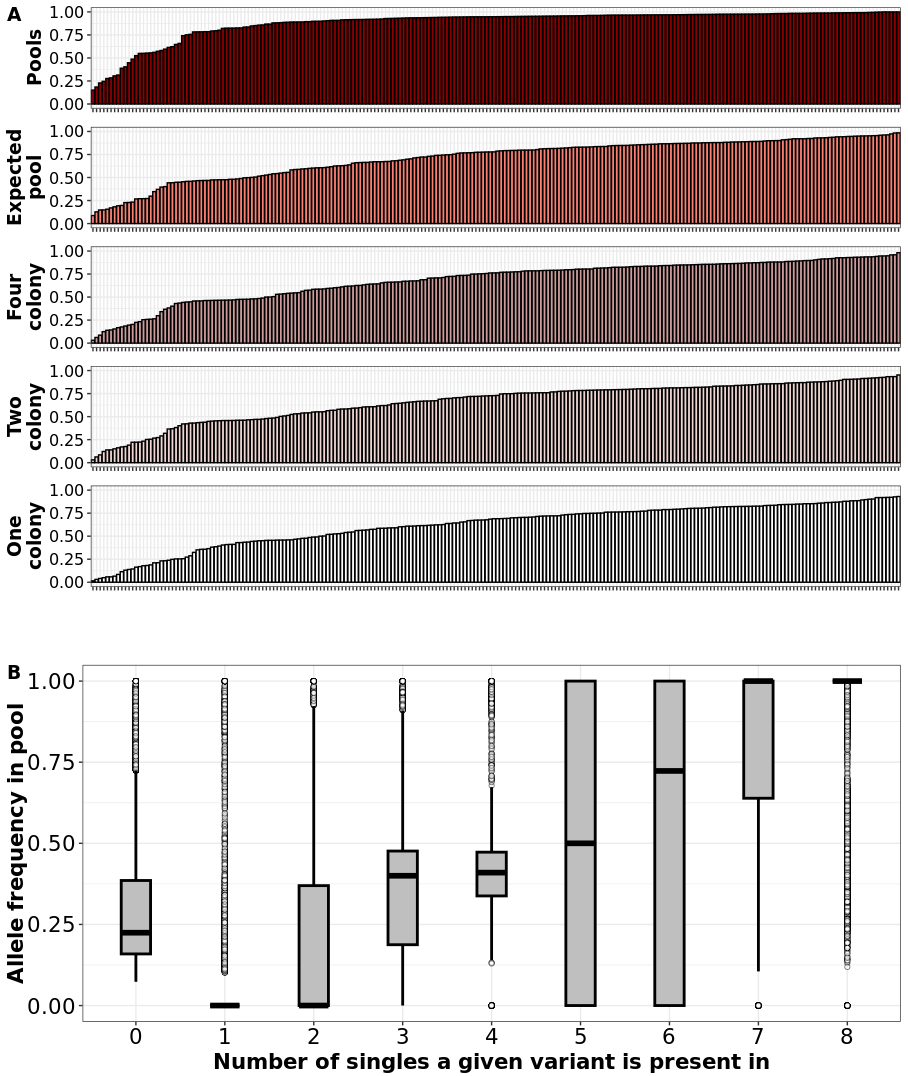 A
Pools
1.00
0.75
0.50
0.25
0.00
Expected
pool
1.00
0.75
0.50
0.25
0.00
Four
colony
1.00
0.75
0.50
0.25
0.00
Two
colony
1.00
0.75
0.50
0.25
0.00
One
colony
1.00
0.75
0.50
0.25
0.00
B
Allele frequency in pool
1.00
0.75
0.50
0.25
0.00
0 1 2 3 4 5 6 7 8
Number of singles a given variant is present in